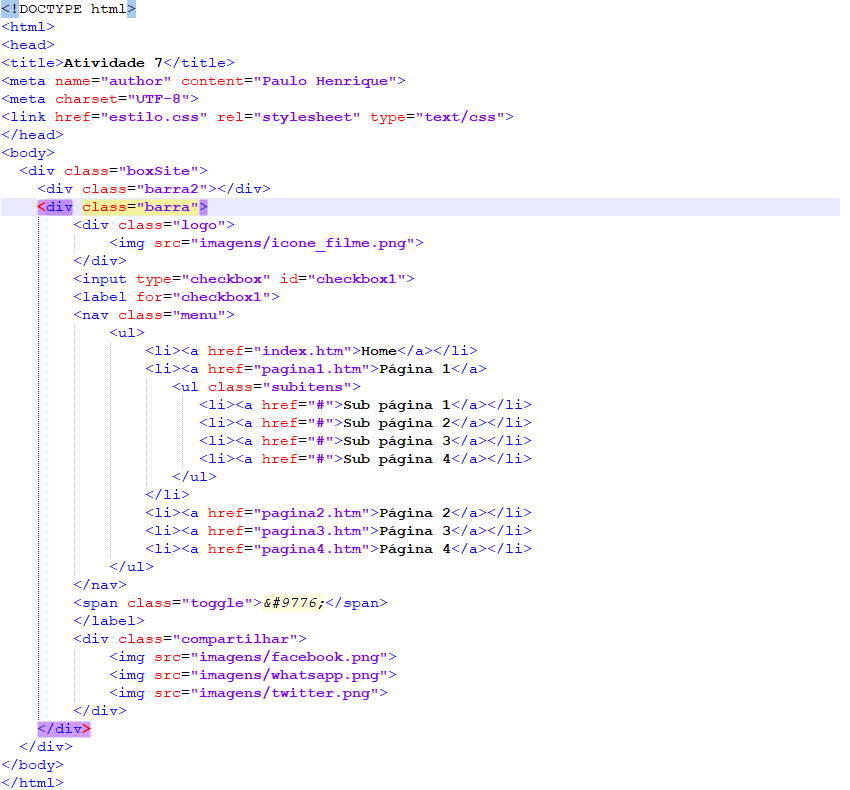 <!DOCTYPE html>
<html>
<head>
<title>Atividade 7</title>
<meta name="author" content="Paulo Henrique">
<meta charset="UTF-8">
<link href="estilo.css" rel="stylesheet" type="text/css">
</head>
<body>
  <div class="boxSite">
    <div class="barra2"></div>
    <div class="barra">
        <div class="logo">
            <img src="imagens/icone_filme.png">
        </div>
        <input type="checkbox" id="checkbox1">
        <label for="checkbox1">
        <nav class="menu">
            <ul>
                <li><a href="index.htm">Home</a></li>
                <li><a href="pagina1.htm">Página 1</a>
                   <ul class="subitens">
                      <li><a href="#">Sub página 1</a></li>
                      <li><a href="#">Sub página 2</a></li>
                      <li><a href="#">Sub página 3</a></li>
                      <li><a href="#">Sub página 4</a></li>
                   </ul>
                </li>
                <li><a href="pagina2.htm">Página 2</a></li>
                <li><a href="pagina3.htm">Página 3</a></li>
                <li><a href="pagina4.htm">Página 4</a></li>
            </ul>
        </nav>
        <span class="toggle">&#9776;</span>
        </label>
        <div class="compartilhar">
            <img src="imagens/facebook.png">
            <img src="imagens/whatsapp.png">
            <img src="imagens/twitter.png">
        </div>
    </div>
  </div>
</body>
</html>